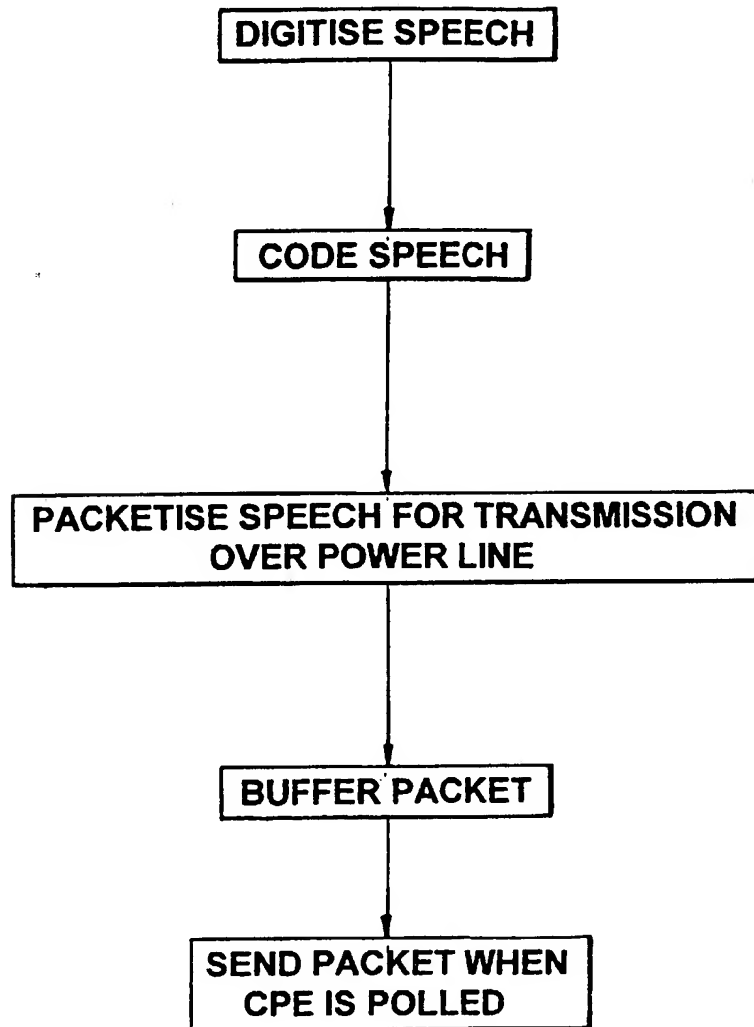 DIGITISE SPEECH
CODE SPEECH
PACKETISE SPEECH FOR TRANSMISSION
OVER POWER LINE
BUFFER PACKET
SEND PACKET WHEN
CPE IS POLLED